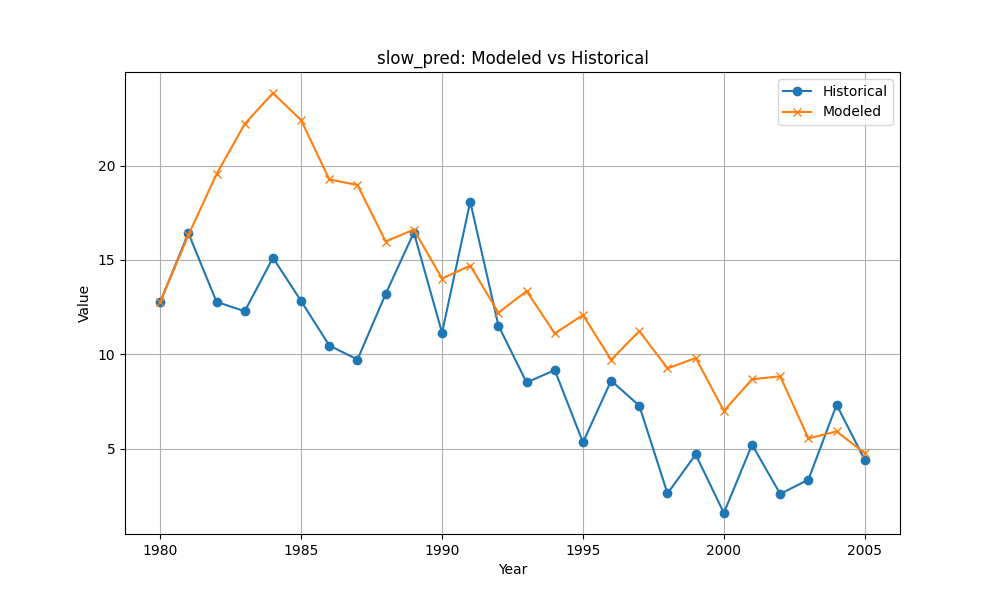 slow_pred: Modeled vs Historical
Historical
Modeled
Value
20
15
10
5
1980
1985
1990
1995
2000
2005
Year